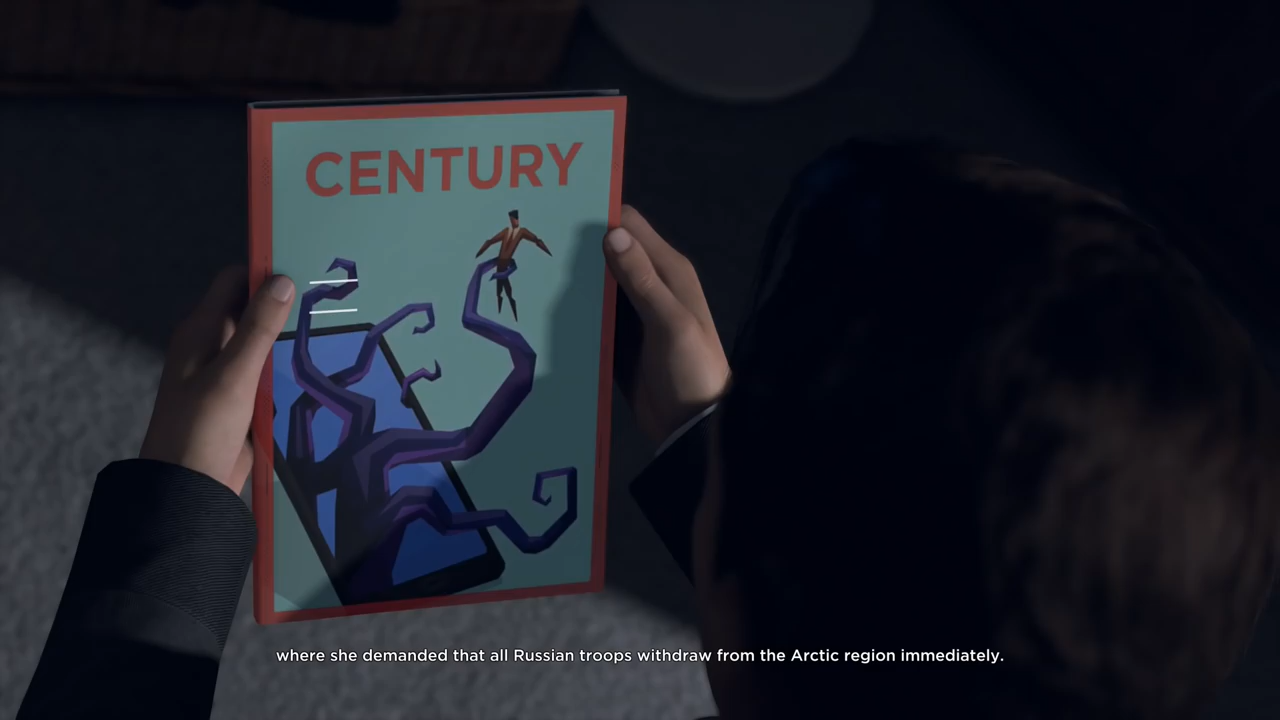 CENTURY
where she demanded that all Russian troops withdraw from the Arctic region immediately.